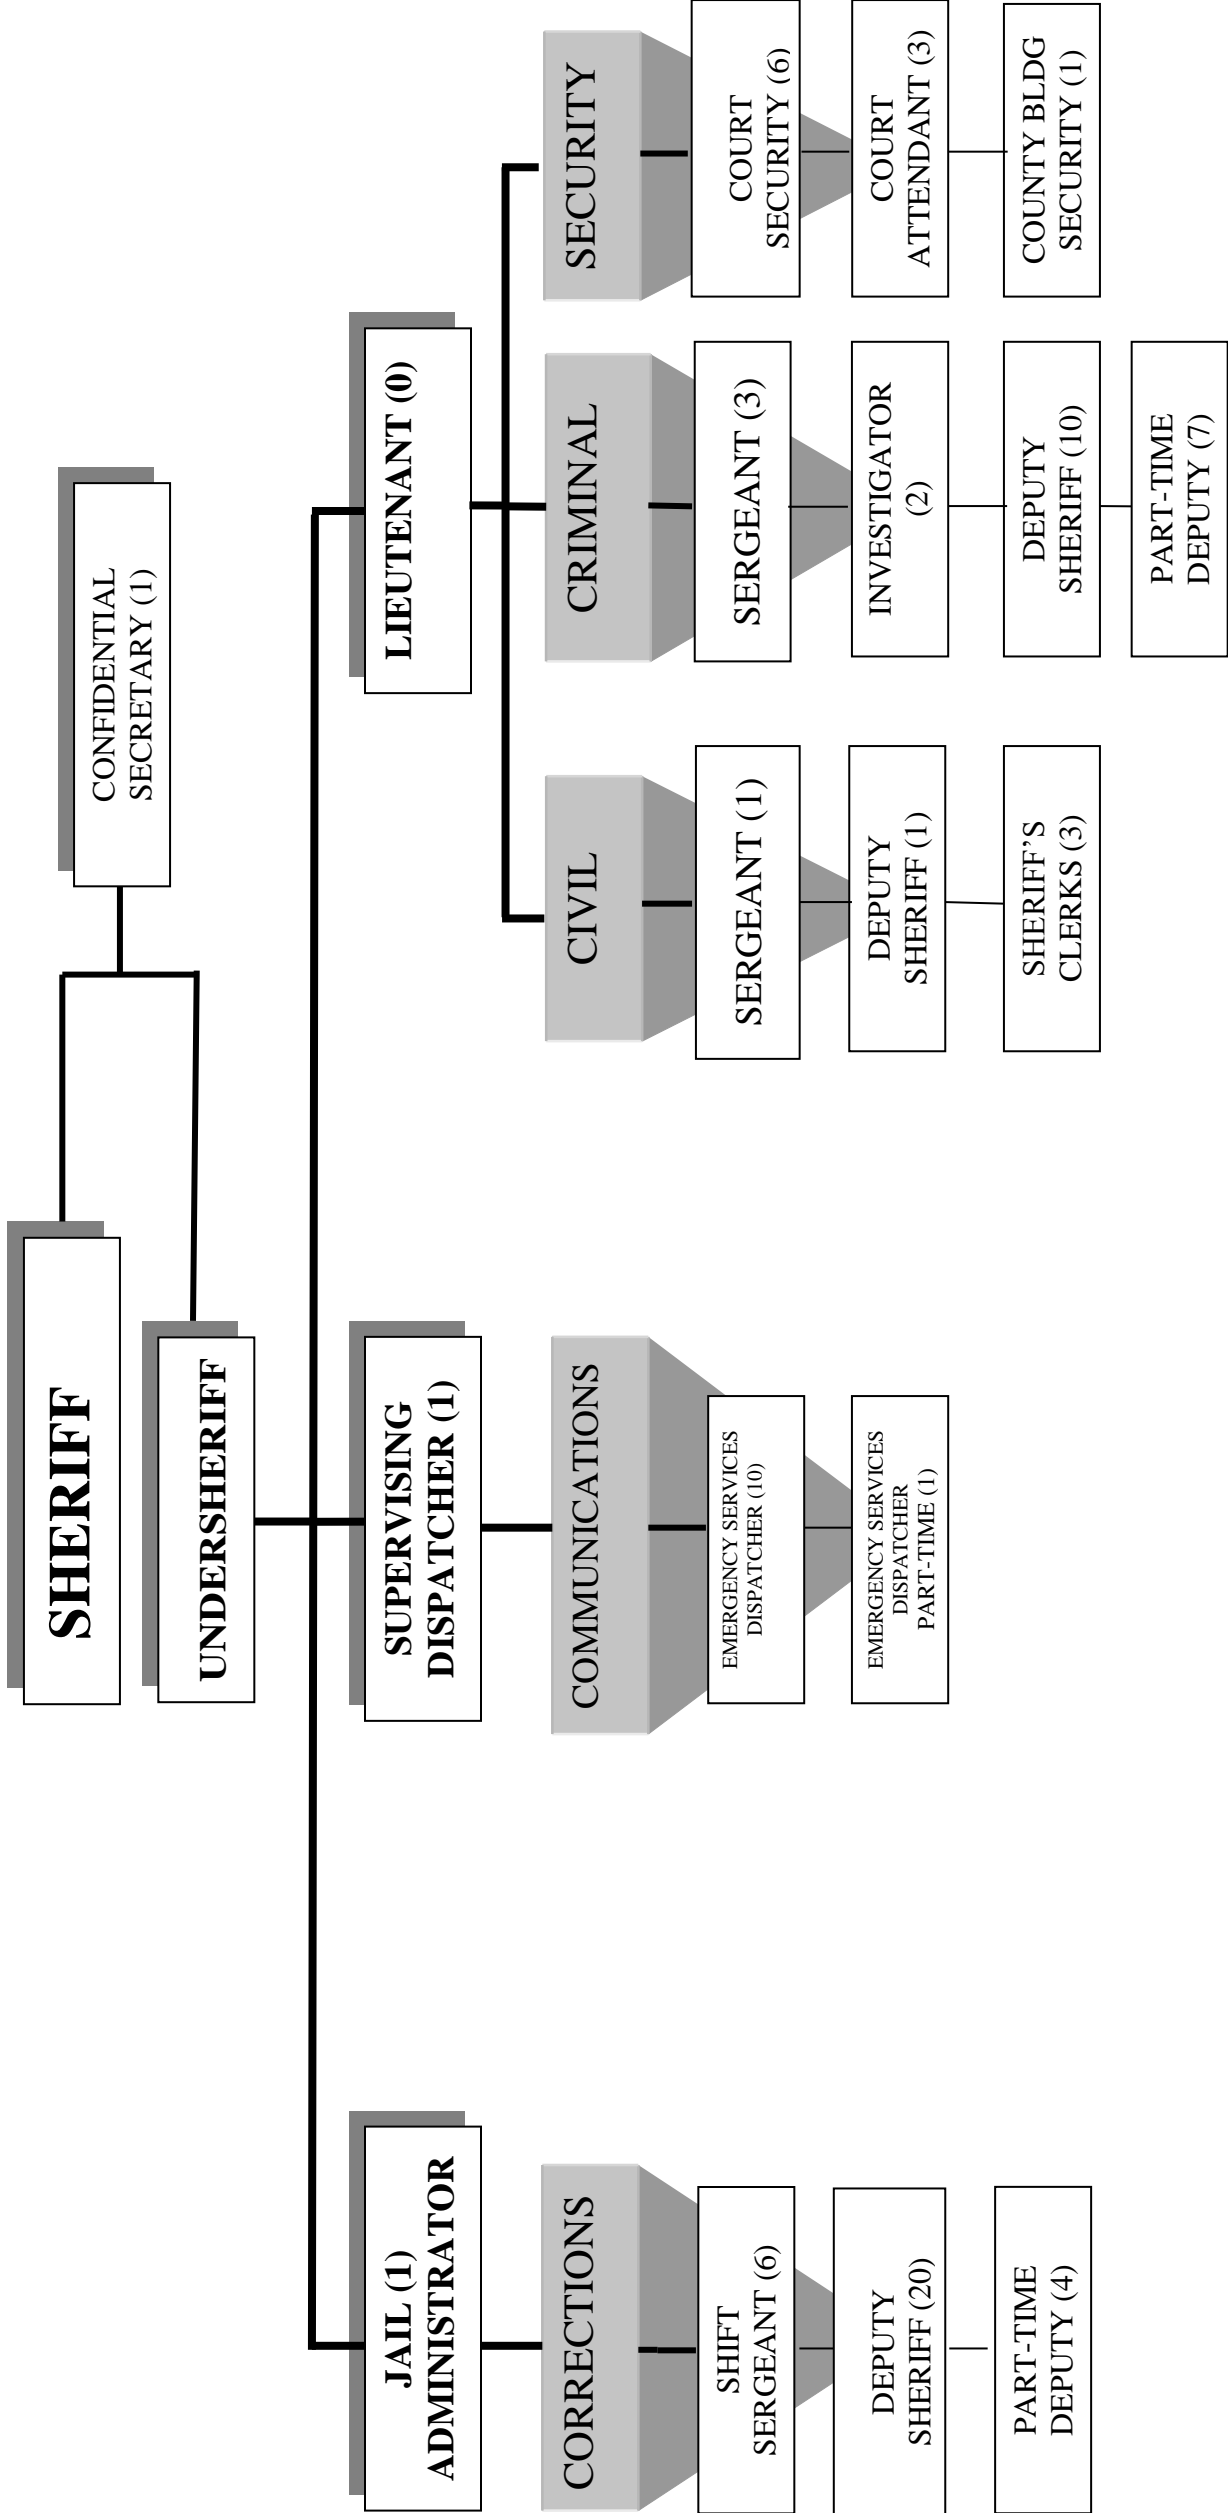 SHERIFF
CONFIDENTIAL
SECRETARY (1)
UNDERSHERIFF
JAIL (1)
ADMINISTRATOR
SUPERVISING
DISPATCHER (1)
LIEUTENANT (0)
CORRECTIONS
COMMUNICATIONS
CIVIL
CRIMINAL
SECURITY
SHIFT
SERGEANT (6)
EMERGENCY SERVICES
DISPATCHER (10)
SERGEANT (1)
SERGEANT (3)
COURT
SECURITY (6)
DEPUTY
SHERIFF (20)
EMERGENCY SERVICES
DISPATCHER
PART-TIME (1)
DEPUTY
SHERIFF (1)
INVESTIGATOR
(2)
COURT
ATTENDANT (3)
PART-TIME
DEPUTY (4)
SHERIFF'S
CLERKS (3)
DEPUTY
SHERIFF (10)
COUNTY BLDG
SECURITY (1)
PART-TIME
DEPUTY (7)